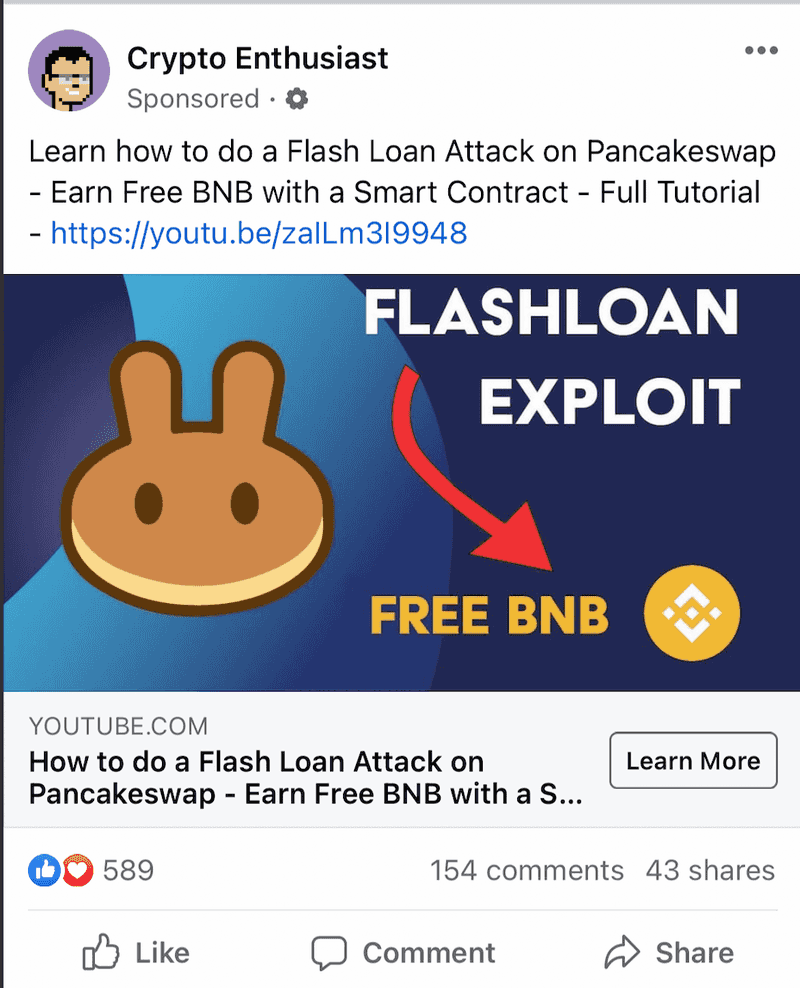 Crypto Enthusiast
Sponsored ·
Learn how to do a Flash Loan Attack on Pancakeswap
- Earn Free BNB with a Smart Contract - Full Tutorial
- https://youtu.be/zalLm3I9948
FLASHLOAN
EXPLOIT
FREE BNB
YOUTUBE.COM
How to do a Flash Loan Attack on
Pancakeswap - Earn Free BNB with a S...
Learn More
589
154 comments 43 shares
Like
Comment
Share